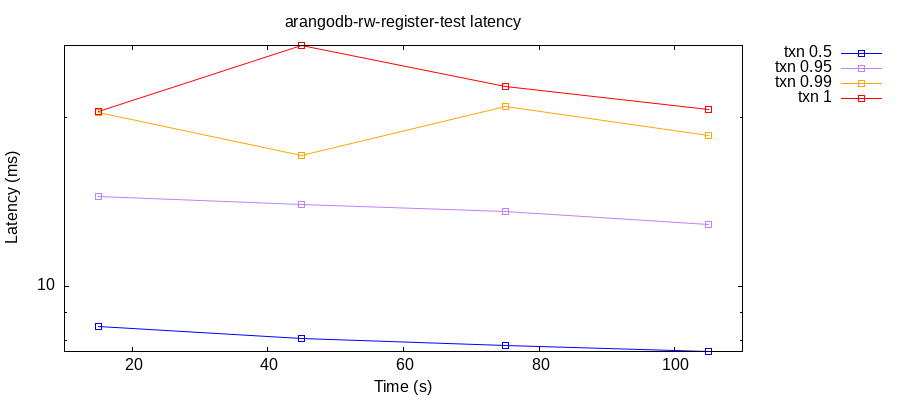 arangodb-rw-register-test latency
txn 0.5
txn 0.95
txn 0.99
txn 1
Latency (ms)
10
20 40 60 80 100
Time (s)